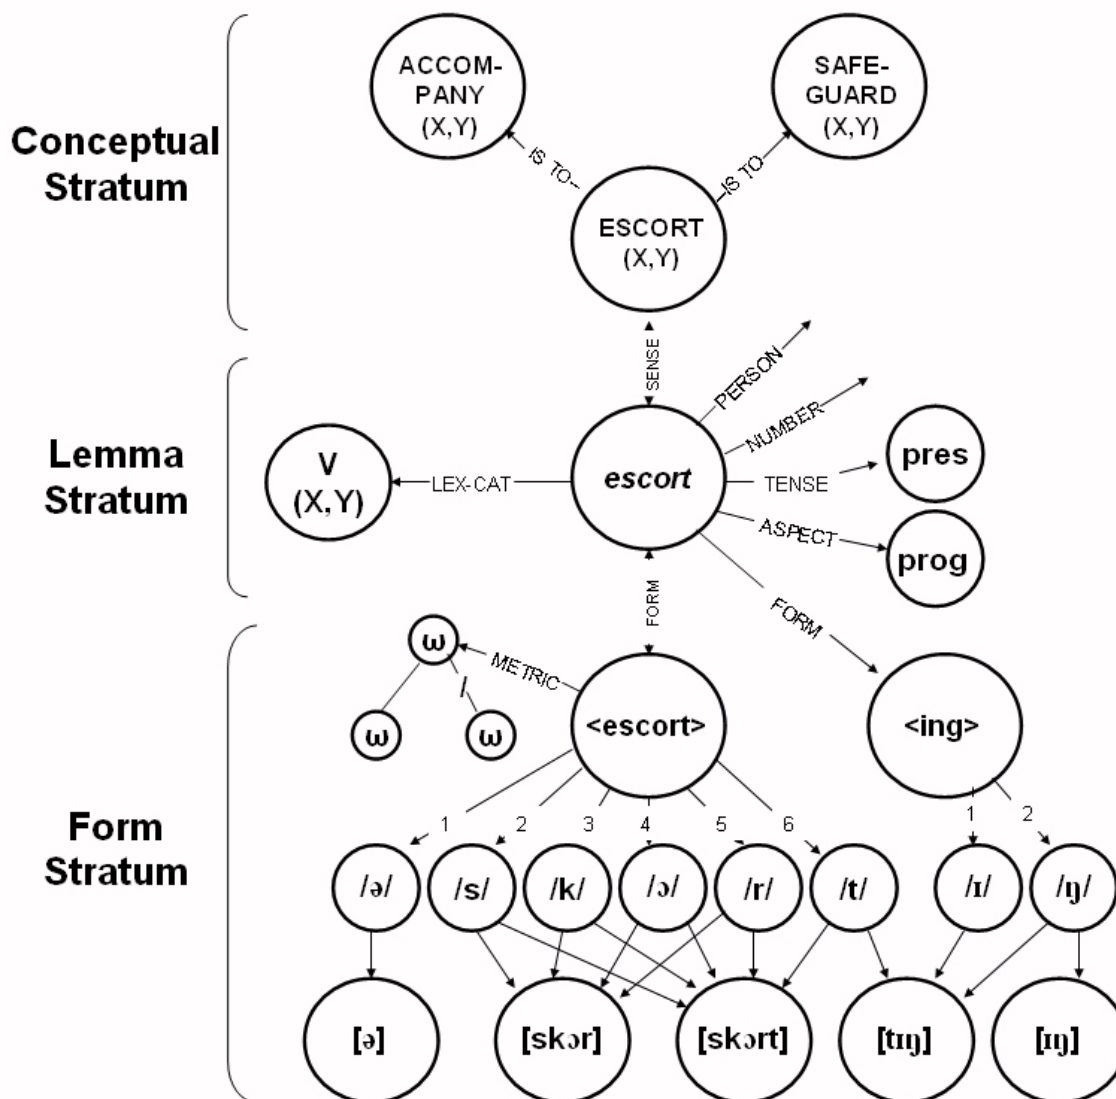 Conceptual
Stratum
ACCOM-
PANY
(X,Y)
SAFE-
GUARD
(X,Y)
IS TO
IS TO
ESCORT
(X,Y)
SENSE
Lemma
Stratum
V
(X,Y)
LEX-CAT
escort
PERSON
NUMBER
TENSE
pres
ASPECT
prog
FORM
FORM
Form
Stratum
ω
/
ω
ω
METRIC
<escort>
<ing>
1
2
3
4
5
6
1
2
/ə/
/s/
/k/
/ɔ/
/r/
/t/
/ɪ/
/ŋ/
[ə]
[skɔr]
[skɔrt]
[tɪŋ]
[ɪŋ]